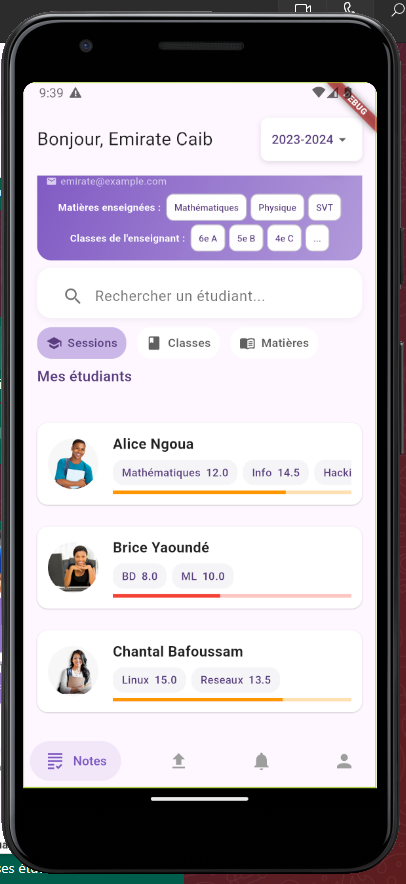 9:39
DEBUG
Bonjour, Emirate Caib
2023-2024
emirate@example.com
Matières enseignées : Mathématiques Physique SVT
Classes de l'enseignant : 6e A 5e B 4e C ...
Rechercher un étudiant...
Sessions Classes Matières
Mes étudiants
Alice Ngoua
Mathématiques 12.0 Info 14.5 Hacki
Brice Yaoundé
BD 8.0 ML 10.0
Chantal Bafoussam
Linux 15.0 Reseaux 13.5
Notes